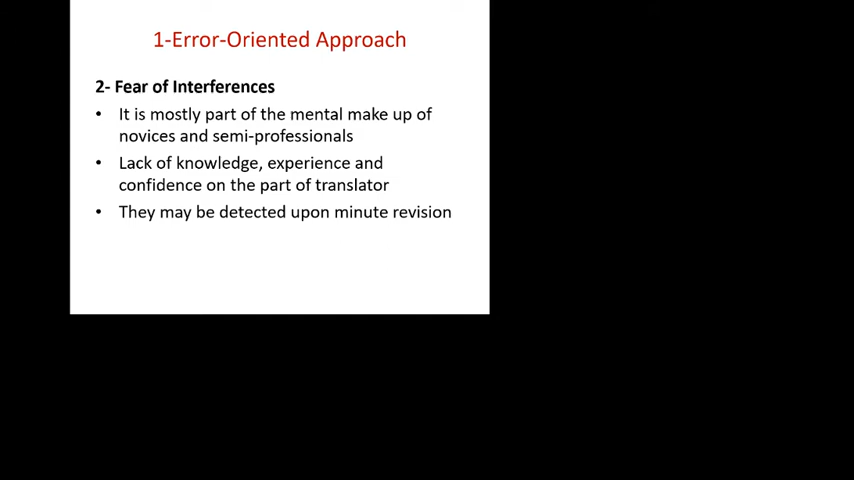 1-Error-Oriented Approach
2- Fear of Interferences
• It is mostly part of the mental make up of
novices and semi-professionals
• Lack of knowledge, experience and
confidence on the part of translator
• They may be detected upon minute revision